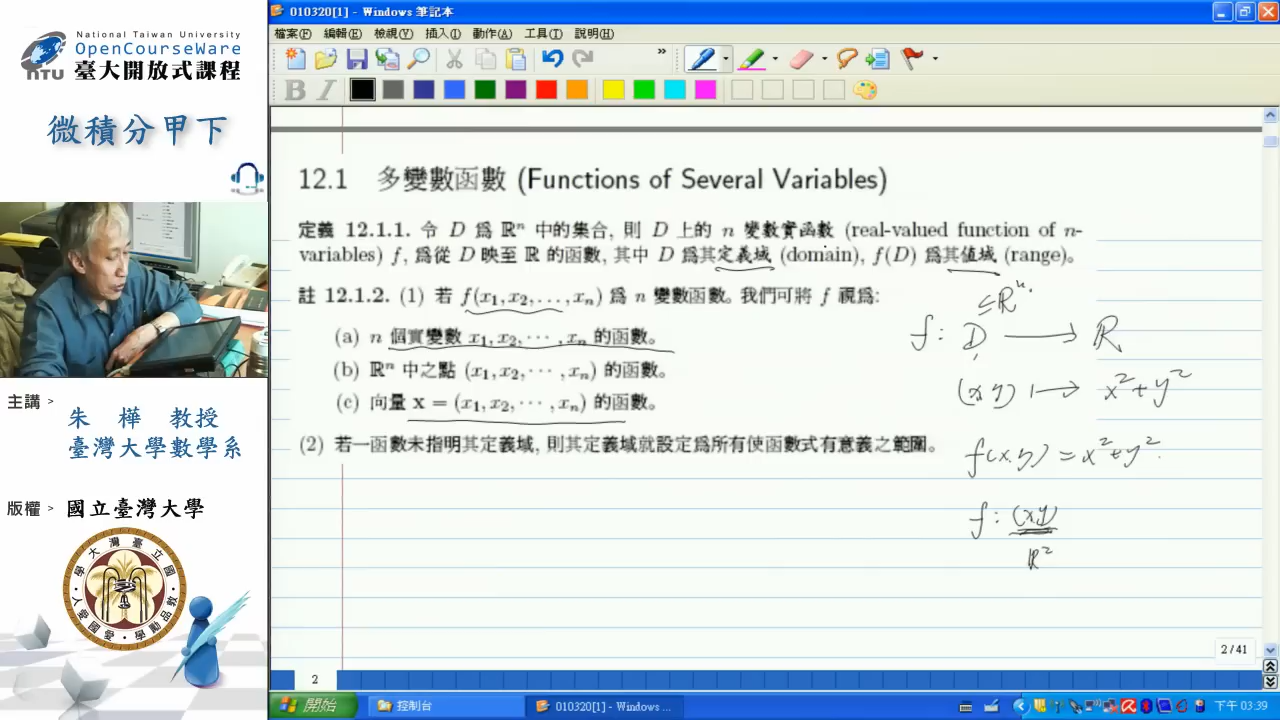 National Taiwan University
OpenCourseWare
NTU 臺大開放式課程
微積分甲下
主講 >
朱 樺 教授
臺灣大學數學系
版權 > 國立臺灣大學
010320[1] - Windows 筆記本
檔案(F) 編輯(E) 檢視(V) 插入(I) 動作(A) 工具(T) 說明(H)
B I
12.1 多變數函數 (Functions of Several Variables)
定義 12.1.1. 令 D 爲 ℝⁿ 中的集合, 則 D 上的 n 變數實函數 (real-valued function of n-
variables) f, 爲從 D 映至 ℝ 的函數, 其中 D 爲其定義域 (domain), f(D) 爲其值域 (range)。
註 12.1.2. (1) 若 f(x₁, x₂, …, xₙ) 爲 n 變數函數。我們可將 f 視爲:
(a) n 個實變數 x₁, x₂, ⋯, xₙ 的函數。
(b) ℝⁿ 中之點 (x₁, x₂, ⋯, xₙ) 的函數。
(c) 向量 x = (x₁, x₂, ⋯, xₙ) 的函數。
(2) 若一函數未指明其定義域, 則其定義域就設定爲所有使函數式有意義之範圍。
⊆ℝⁿ.
f: D ⟶ ℝ
(x, y) ⟼ x²+y²
f(x,y) = x²+y².
f: (x,y)
ℝ²
2 / 41
2
開始
控制台
010320[1] - Windows ...
下午 03:39